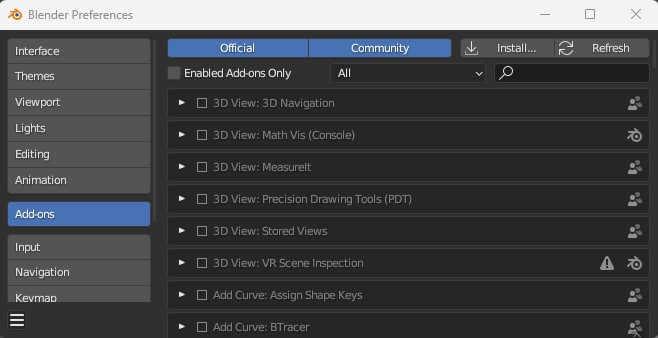 Blender Preferences
Interface
Themes
Viewport
Lights
Editing
Animation
Add-ons
Input
Navigation
Keymap
Official Community Install... Refresh
Enabled Add-ons Only All
3D View: 3D Navigation
3D View: Math Vis (Console)
3D View: MeasureIt
3D View: Precision Drawing Tools (PDT)
3D View: Stored Views
3D View: VR Scene Inspection
Add Curve: Assign Shape Keys
Add Curve: BTracer